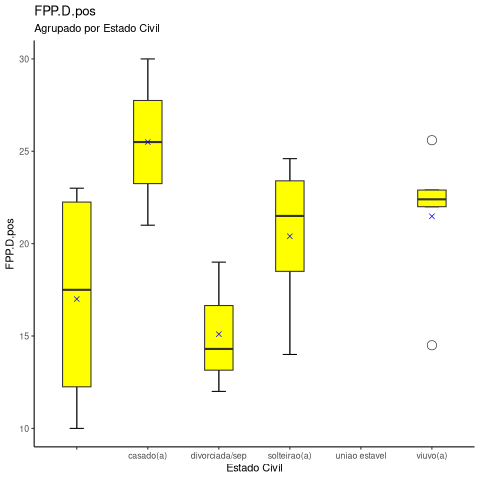 FPP.D.pos
Agrupado por Estado Civil
FPP.D.pos
30
25
20
15
10
casado(a) divorciada/sep solteirao(a) uniao estavel viuvo(a)
Estado Civil